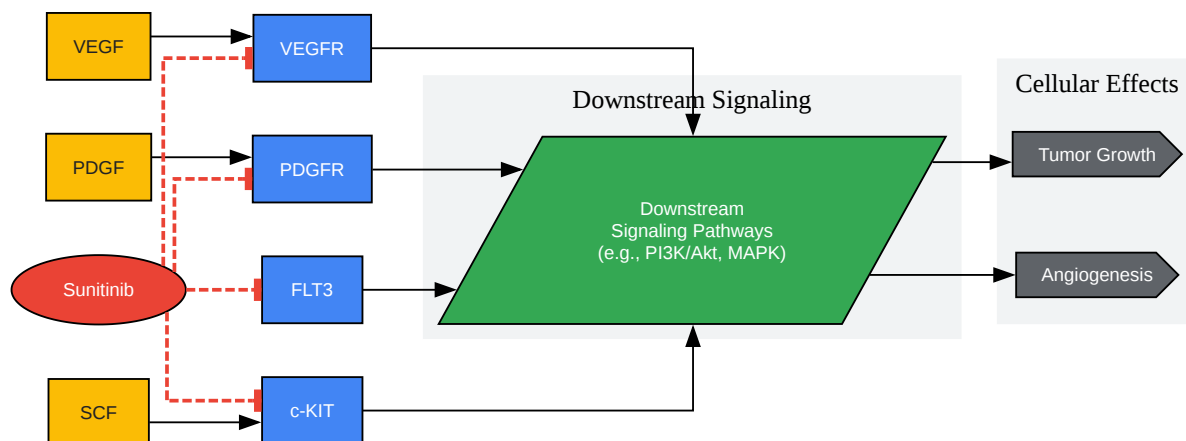 VEGF
VEGFR
Cellular Effects
Downstream Signaling
PDGF
PDGFR
Tumor Growth
Downstream
Signaling Pathways
(e.g., PI3K/Akt, MAPK)
Angiogenesis
Sunitinib
FLT3
SCF
c-KIT